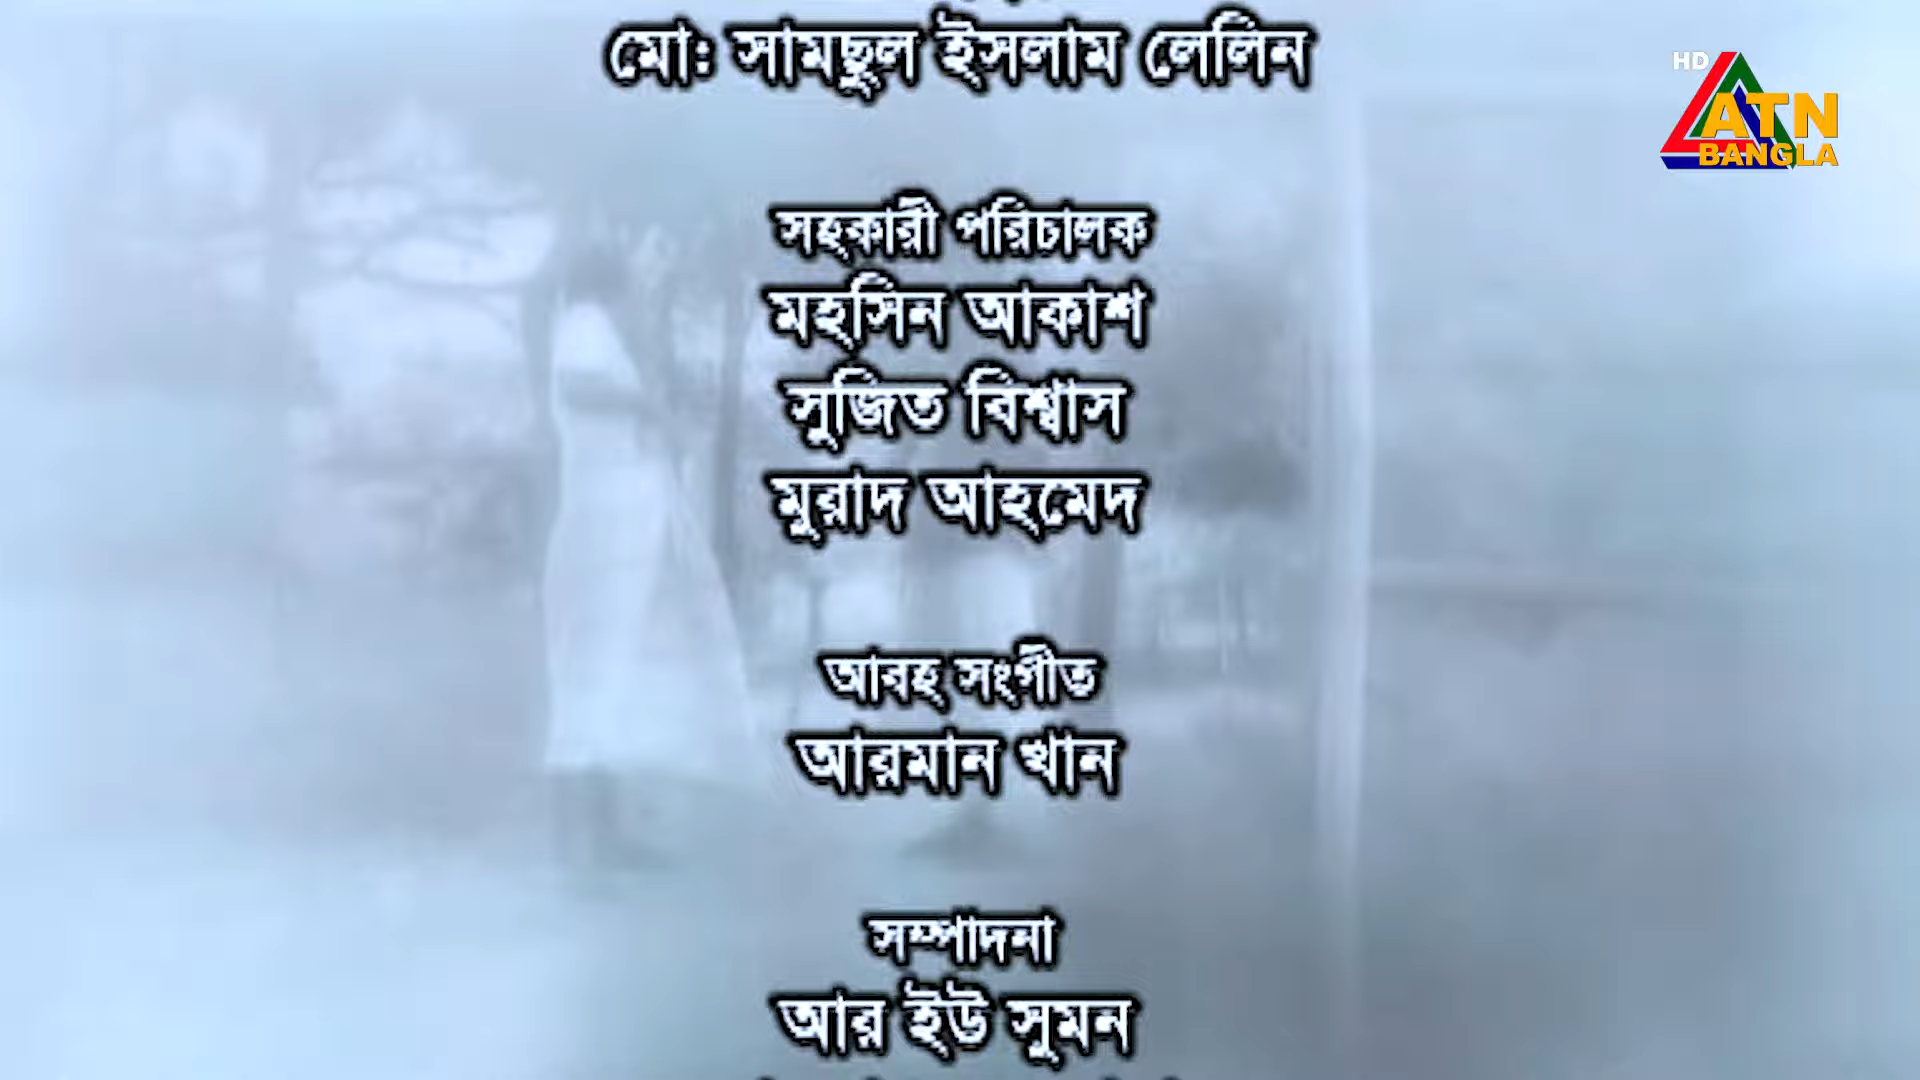 মোঃ সামছুল ইসলাম লেলিন
HD
ATN
BANGLA
সহকারী পরিচালক
মহসিন আকাশ
সুজিত বিশ্বাস
মুরাদ আহমেদ
আবহ সংগীত
আরমান খান
সম্পাদনা
আর ইউ সুমন